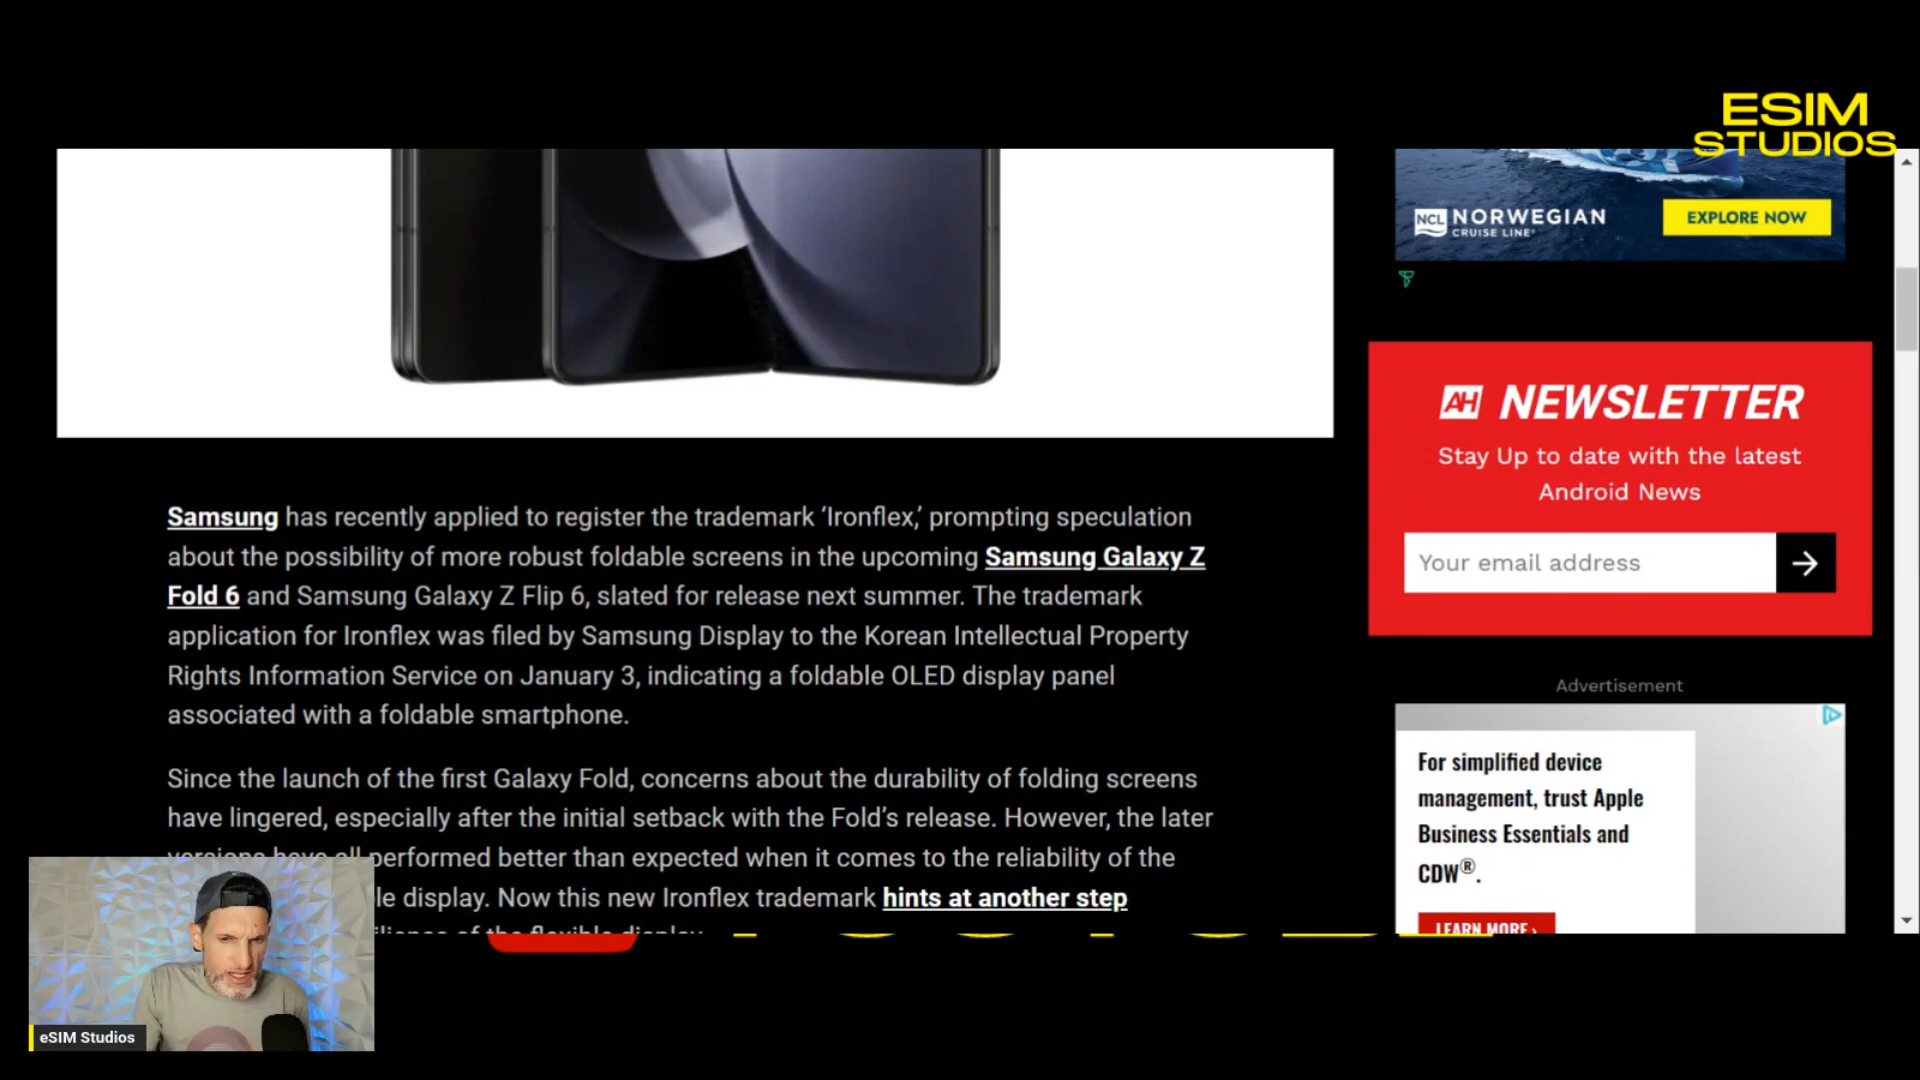 ESIM
STUDIOS
NCL NORWEGIAN
CRUISE LINE
EXPLORE NOW
AH NEWSLETTER
Stay Up to date with the latest
Android News
Your email address
Samsung has recently applied to register the trademark ‘Ironflex,’ prompting speculation
about the possibility of more robust foldable screens in the upcoming Samsung Galaxy Z
Fold 6 and Samsung Galaxy Z Flip 6, slated for release next summer. The trademark
application for Ironflex was filed by Samsung Display to the Korean Intellectual Property
Rights Information Service on January 3, indicating a foldable OLED display panel
associated with a foldable smartphone.
Since the launch of the first Galaxy Fold, concerns about the durability of folding screens
have lingered, especially after the initial setback with the Fold’s release. However, the later
versions have all performed better than expected when it comes to the reliability of the
display. Now this new Ironflex trademark hints at another step
of the flexible display
Advertisement
For simplified device
management, trust Apple
Business Essentials and
CDW®.
LEARN MORE ›
eSIM Studios